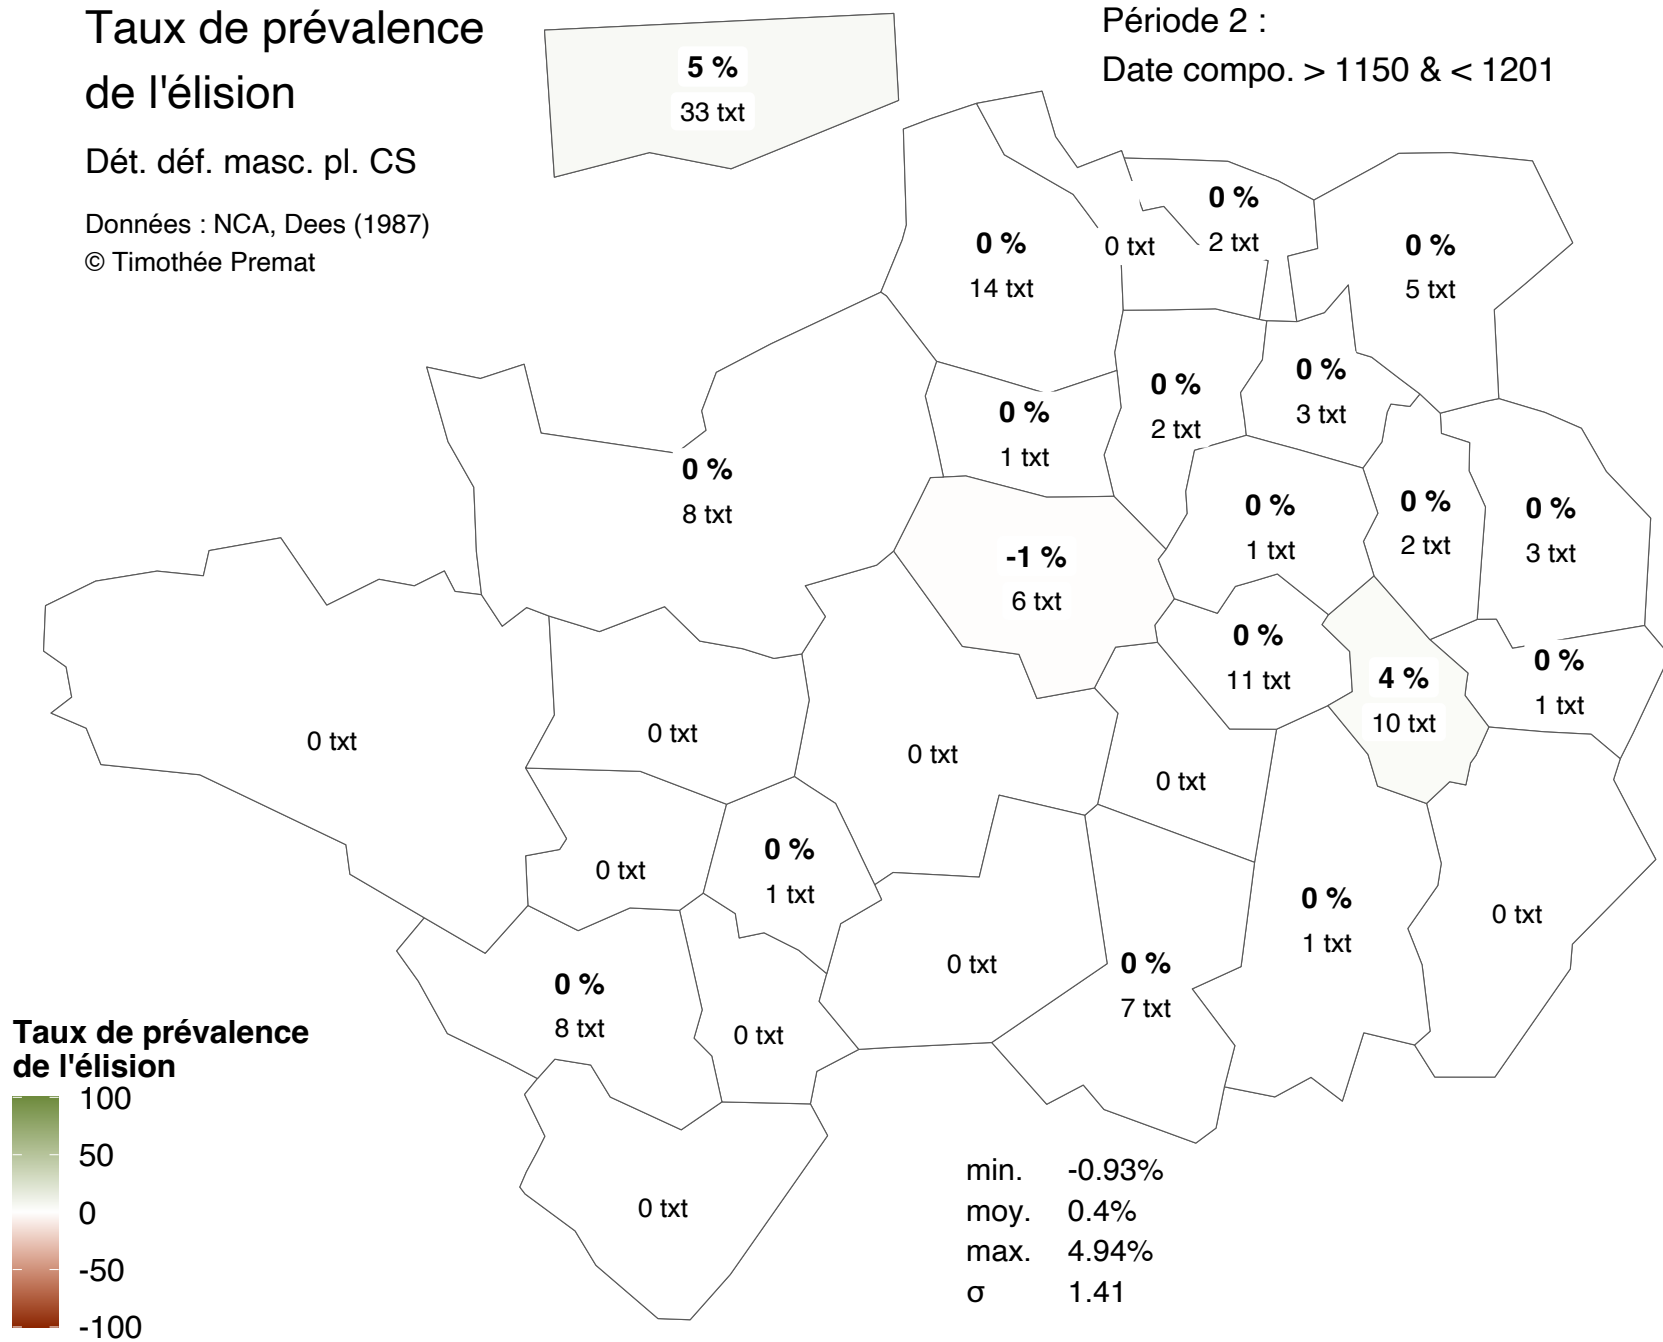 Taux de prévalence
de l'élision
Dét. déf. masc. pl. CS
Données : NCA, Dees (1987)
© Timothée Premat
Période 2 :
Date compo. > 1150 & < 1201
5 %
33 txt
0 %
14 txt
0 txt
0 %
2 txt
0 %
5 txt
0 %
8 txt
0 %
1 txt
0 %
2 txt
0 %
3 txt
-1 %
6 txt
0 %
1 txt
0 %
2 txt
0 %
3 txt
0 %
11 txt
4 %
10 txt
0 %
1 txt
0 txt
0 txt
0 txt
0 txt
0 txt
0 %
1 txt
0 %
1 txt
0 txt
0 %
8 txt
0 txt
0 txt
0 %
7 txt
0 txt
Taux de prévalence
de l'élision
100
50
0
-50
-100
min. -0.93%
moy. 0.4%
max. 4.94%
σ 1.41